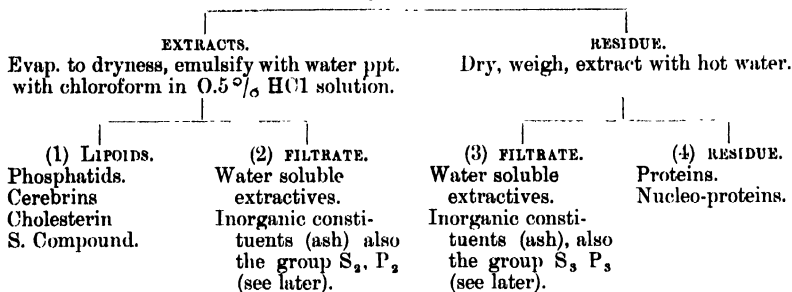 EXTRACTS.
Evap. to dryness, emulsify with water ppt.
with chloroform in 0.5% HCl solution.
RESIDUE.
Dry, weigh, extract with hot water.
(1) LIPOIDS.
Phosphatids.
Cerebrins
Cholesterin
S. Compound.
(2) FILTRATE.
Water soluble
extractives.
Inorganic consti-
tuents (ash) also
the group S₂, P₂
(see later).
(3) FILTRATE.
Water soluble
extractives.
Inorganic consti-
tuents (ash), also
the group S₃ P₃
(see later).
(4) RESIDUE.
Proteins.
Nucleo-proteins.